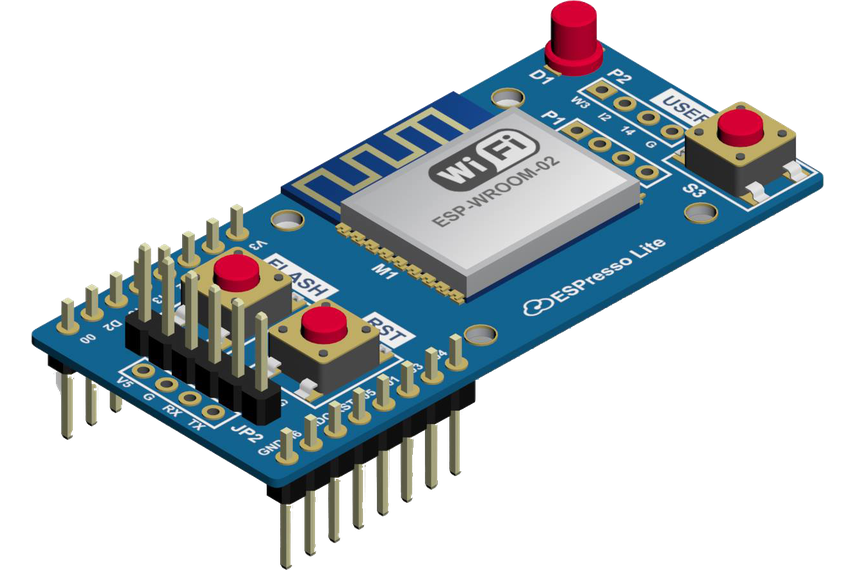 D1
P2
USER
W3
I2
14
G
P1
S3
Wi Fi
ESP-WROOM-02
M1
ESPresso Lite
V3
FLASH
RST
D2
00
V5
G
RX
TX
JP2
GND